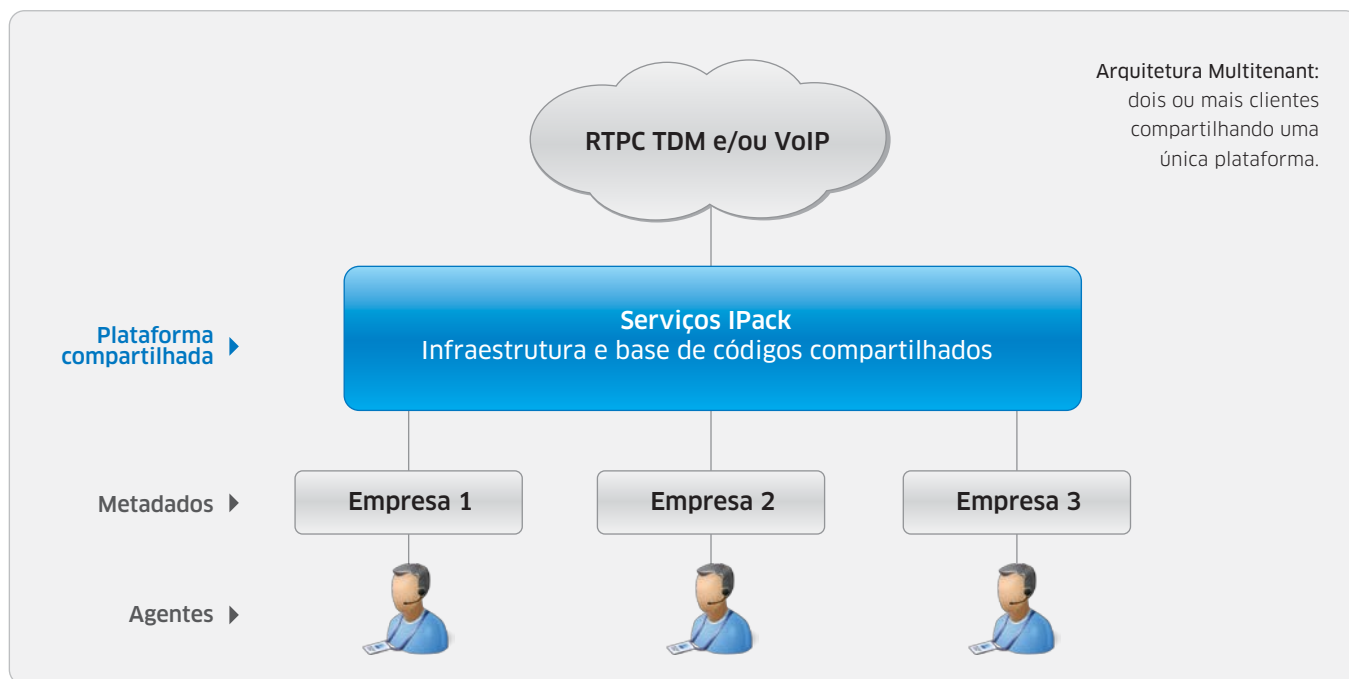 Arquitetura Multitenant:
dois ou mais clientes
compartilhando uma
única plataforma.
RTPC TDM e/ou VoIP
Plataforma
compartilhada
Serviços IPack
Infraestrutura e base de códigos compartilhados
Metadados
Empresa 1
Empresa 2
Empresa 3
Agentes